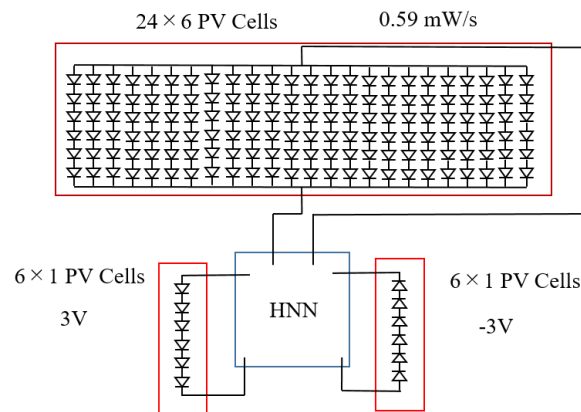 24 × 6 PV Cells 0.59 mW/s
6 × 1 PV Cells
3V
HNN
6 × 1 PV Cells
-3V